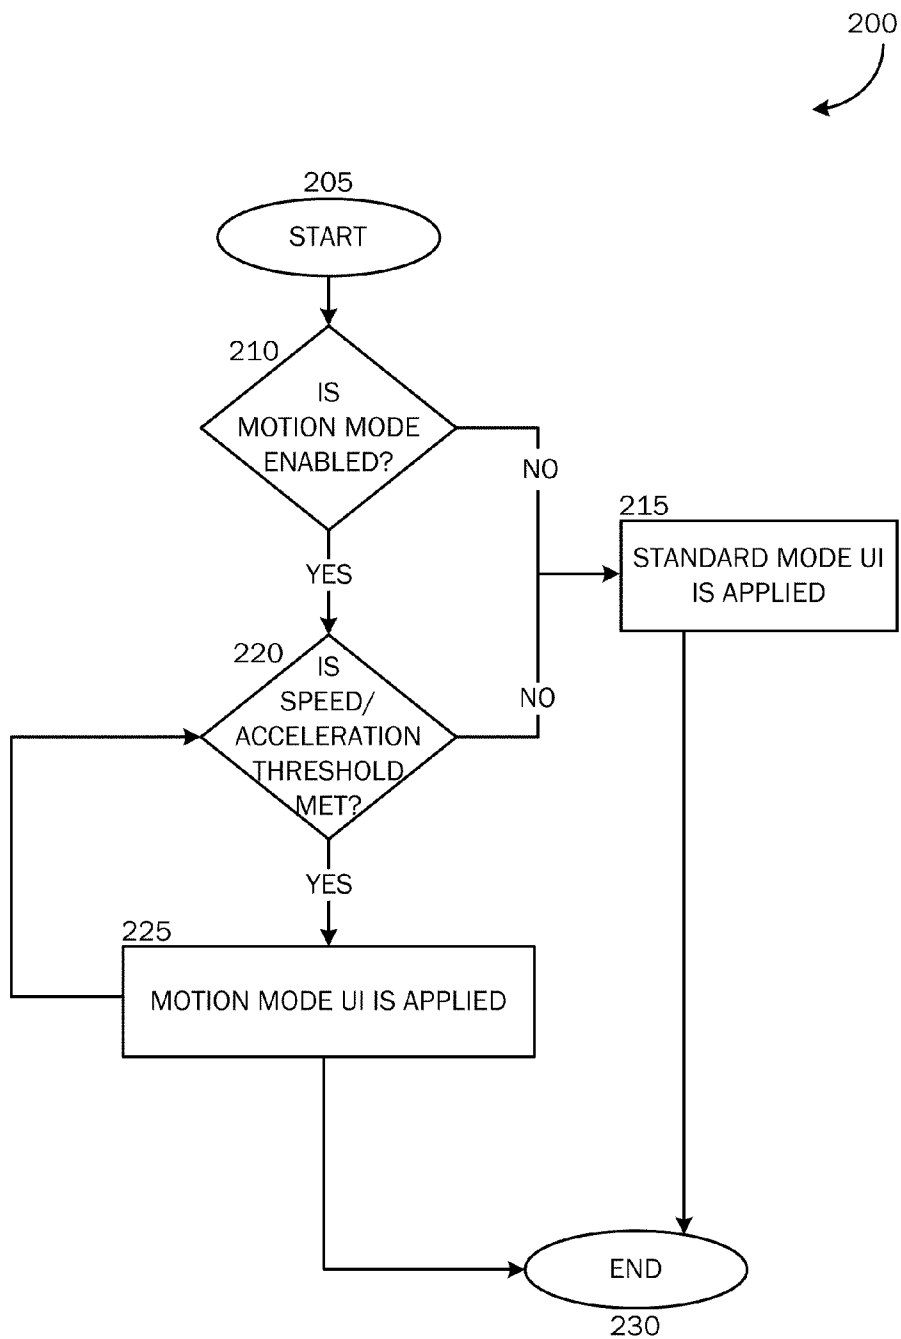 200
205
START
210
IS
MOTION MODE
ENABLED?
NO
215
STANDARD MODE UI
IS APPLIED
YES
220
IS
SPEED/
ACCELERATION
THRESHOLD
MET?
NO
YES
225
MOTION MODE UI IS APPLIED
END
230